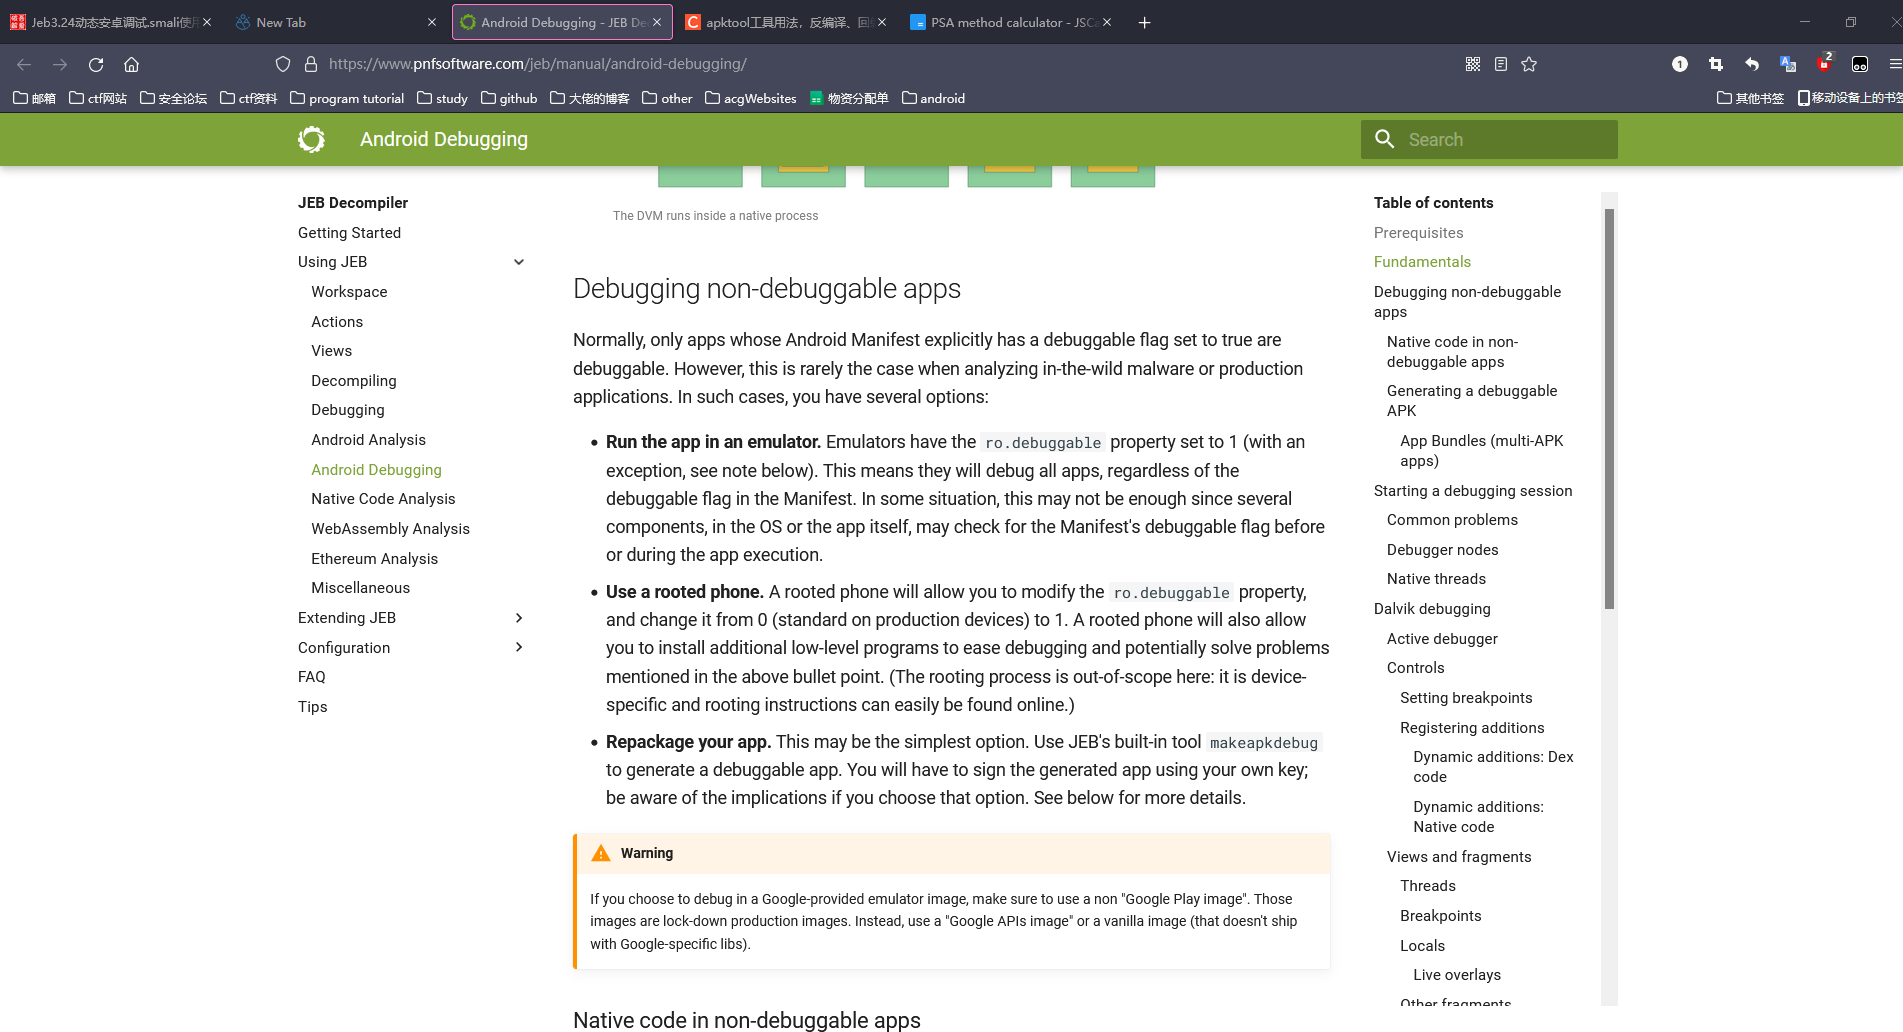 Jeb3.24动态安卓调试.smali使用
New Tab
Android Debugging - JEB De
apktool工具用法，反编译、回
PSA method calculator - JSCa
https://www.pnfsoftware.com/jeb/manual/android-debugging/
1
2
邮箱
ctf网站
安全论坛
ctf资料
program tutorial
study
github
大佬的博客
other
acgWebsites
物资分配单
android
其他书签
移动设备上的书签
Android Debugging
Search
JEB Decompiler
Getting Started
Using JEB
Workspace
Actions
Views
Decompiling
Debugging
Android Analysis
Android Debugging
Native Code Analysis
WebAssembly Analysis
Ethereum Analysis
Miscellaneous
Extending JEB
Configuration
FAQ
Tips
The DVM runs inside a native process
Debugging non-debuggable apps
Normally, only apps whose Android Manifest explicitly has a debuggable flag set to true are
debuggable. However, this is rarely the case when analyzing in-the-wild malware or production
applications. In such cases, you have several options:
• Run the app in an emulator. Emulators have the ro.debuggable property set to 1 (with an
exception, see note below). This means they will debug all apps, regardless of the
debuggable flag in the Manifest. In some situation, this may not be enough since several
components, in the OS or the app itself, may check for the Manifest's debuggable flag before
or during the app execution.
• Use a rooted phone. A rooted phone will allow you to modify the ro.debuggable property,
and change it from 0 (standard on production devices) to 1. A rooted phone will also allow
you to install additional low-level programs to ease debugging and potentially solve problems
mentioned in the above bullet point. (The rooting process is out-of-scope here: it is device-
specific and rooting instructions can easily be found online.)
• Repackage your app. This may be the simplest option. Use JEB's built-in tool makeapkdebug
to generate a debuggable app. You will have to sign the generated app using your own key;
be aware of the implications if you choose that option. See below for more details.
Warning
If you choose to debug in a Google-provided emulator image, make sure to use a non "Google Play image". Those
images are lock-down production images. Instead, use a "Google APIs image" or a vanilla image (that doesn't ship
with Google-specific libs).
Native code in non-debuggable apps
Table of contents
Prerequisites
Fundamentals
Debugging non-debuggable
apps
Native code in non-
debuggable apps
Generating a debuggable
APK
App Bundles (multi-APK
apps)
Starting a debugging session
Common problems
Debugger nodes
Native threads
Dalvik debugging
Active debugger
Controls
Setting breakpoints
Registering additions
Dynamic additions: Dex
code
Dynamic additions:
Native code
Views and fragments
Threads
Breakpoints
Locals
Live overlays
Other fragments